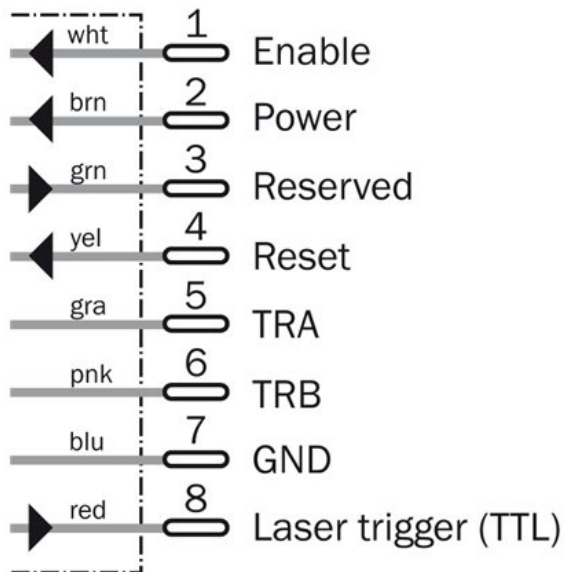 wht 1 Enable
brn 2 Power
grn 3 Reserved
yel 4 Reset
gra 5 TRA
pnk 6 TRB
blu 7 GND
red 8 Laser trigger (TTL)